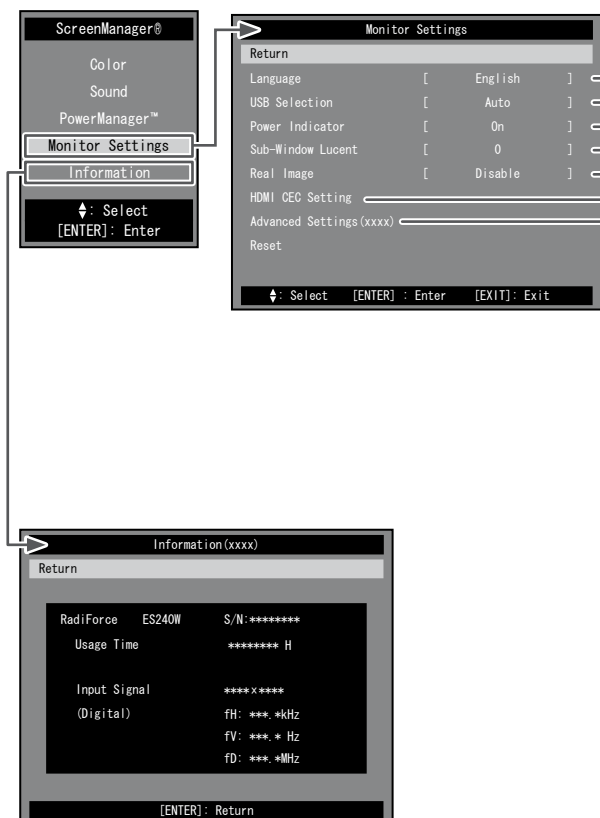 ScreenManager®
Color
Sound
PowerManager™
Monitor Settings
Information
: Select
[ENTER]: Enter
Monitor Settings
Return
Language [ English ]
USB Selection [ Auto ]
Power Indicator [ On ]
Sub-Window Lucent [ 0 ]
Real Image [ Disable ]
HDMI CEC Setting
Advanced Settings(xxxx)
Reset
: Select [ENTER] : Enter [EXIT]: Exit
Information(xxxx)
Return
RadiForce ES240W S/N:********
Usage Time ******** H
Input Signal ****x****
(Digital) fH: ***.*kHz
fV: ***.* Hz
fD: ***.*MHz
[ENTER]: Return